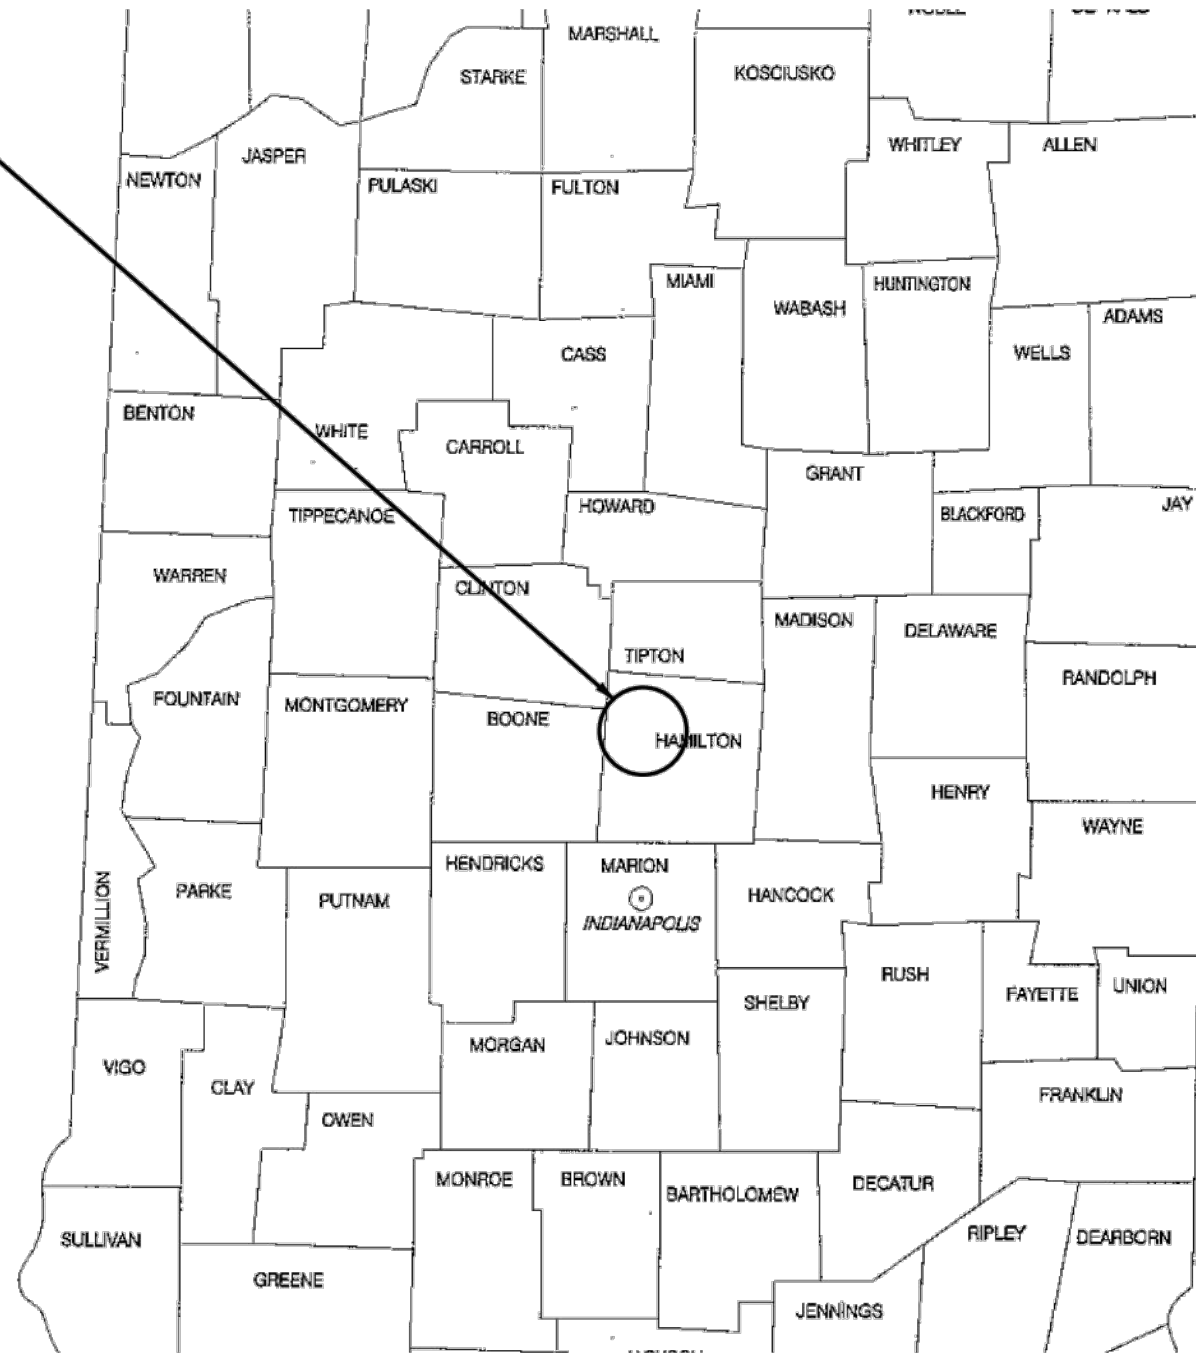 MARSHALL
STARKE
KOSCIUSKO
WHITLEY
ALLEN
JASPER
NEWTON
PULASKI
FULTON
MIAMI
HUNTINGTON
WABASH
ADAMS
CASS
WELLS
BENTON
WHITE
CARROLL
GRANT
HOWARD
JAY
TIPPECANOE
BLACKFORD
WARREN
CLINTON
MADISON
DELAWARE
TIPTON
RANDOLPH
FOUNTAIN
MONTGOMERY
BOONE
HAMILTON
HENRY
WAYNE
HENDRICKS
MARION
PARKE
PUTNAM
HANCOCK
VERMILLION
INDIANAPOLIS
RUSH
FAYETTE
UNION
SHELBY
MORGAN
JOHNSON
VIGO
CLAY
FRANKLIN
OWEN
MONROE
BROWN
BARTHOLOMEW
DECATUR
SULLIVAN
RIPLEY
DEARBORN
GREENE
JENNINGS